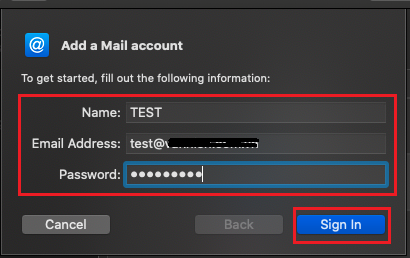 Add a Mail account
To get started, fill out the following information:
Name: TEST
Email Address: test@
Password: •••••••••
Cancel
Back
Sign In